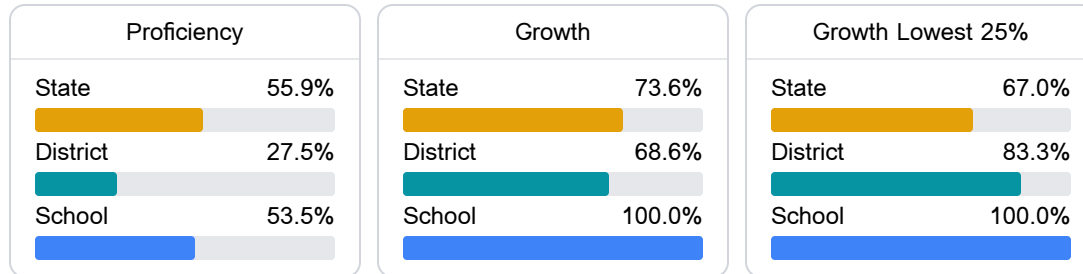 Proficiency
State 55.9%
District 27.5%
School 53.5%
Growth
State 73.6%
District 68.6%
School 100.0%
Growth Lowest 25%
State 67.0%
District 83.3%
School 100.0%